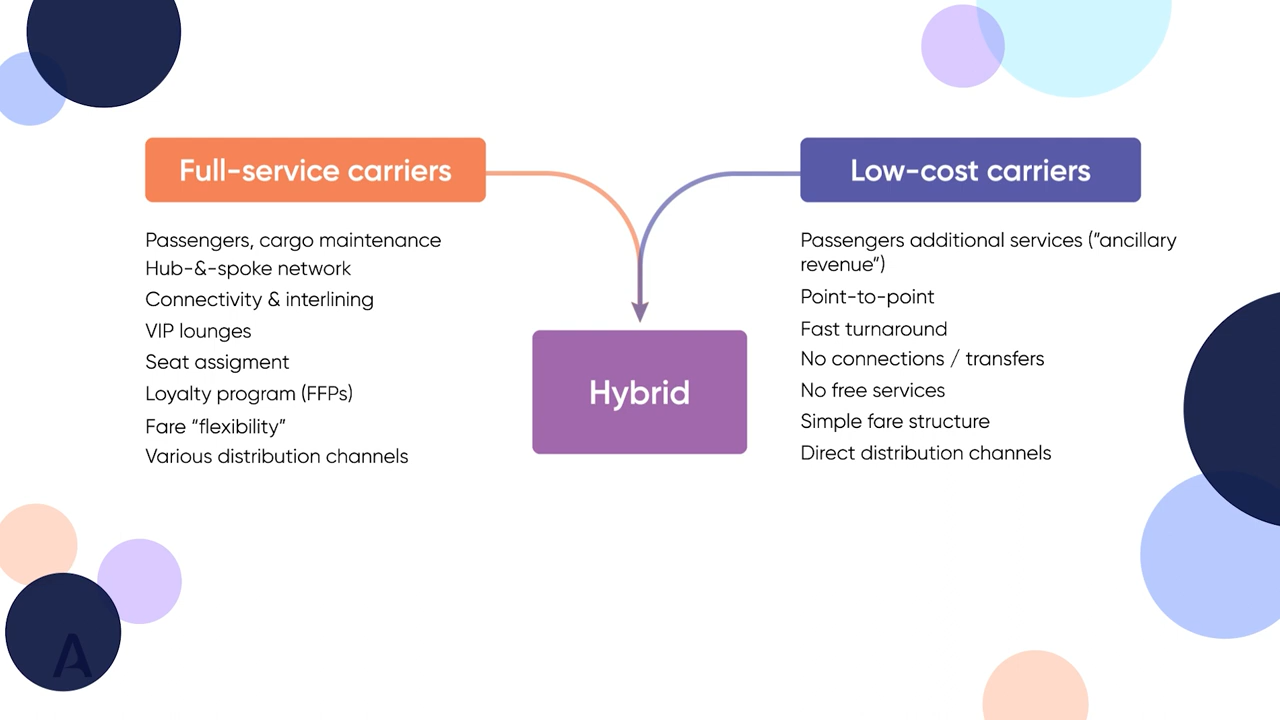 Full-service carriers
Passengers, cargo maintenance
Hub-&-spoke network
Connectivity & interlining
VIP lounges
Seat assigment
Loyalty program (FFPs)
Fare “flexibility”
Various distribution channels
Hybrid
Low-cost carriers
Passengers additional services (“ancillary
revenue”)
Point-to-point
Fast turnaround
No connections / transfers
No free services
Simple fare structure
Direct distribution channels
A